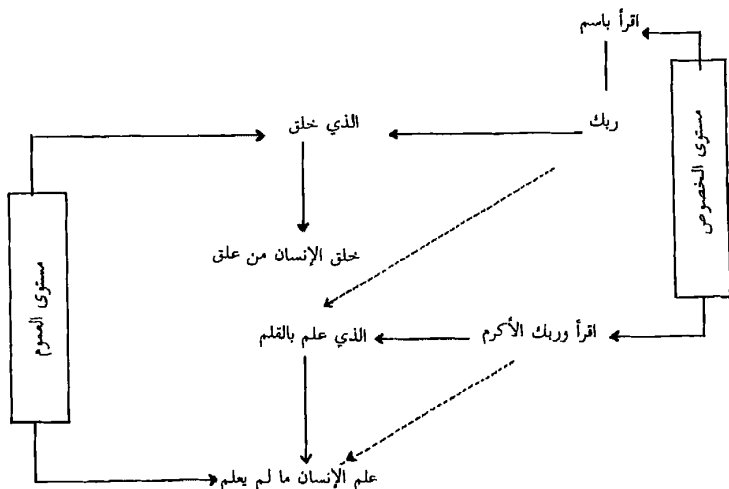 اقرأ باسم
ربك
الذي خلق
مستوى الخصوص
خلق الإنسان من علق
مستوى العموم
اقرأ وربك الأكرم
الذي علم بالقلم
علم الإنسان ما لم يعلم